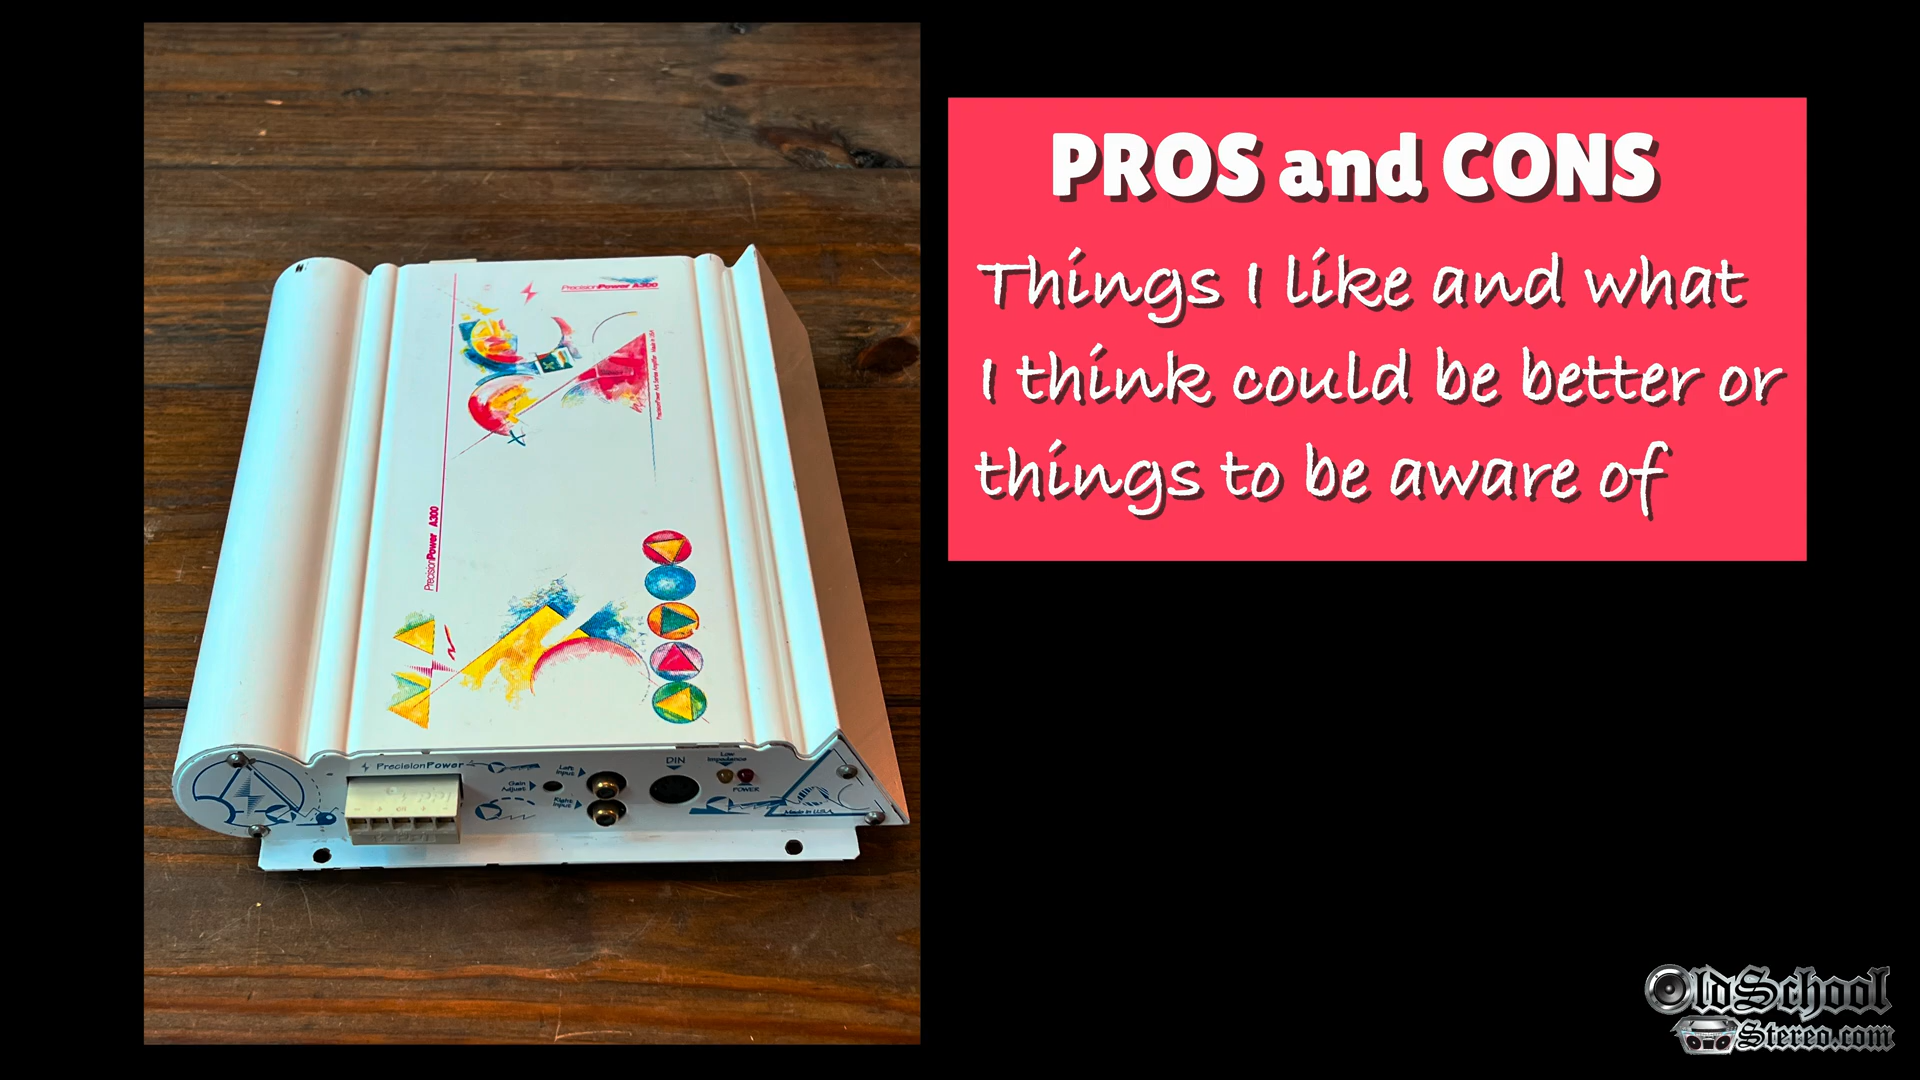 PROS and CONS
Things I like and what
I think could be better or
things to be aware of
PrecisionPower A300
PrecisionPower A300
PrecisionPower
Left
Input
Gain
Adjust
Right
Input
DIN
Low
Impedance
POWER
Made in U.S.A.
OldSchool
Stereo.com